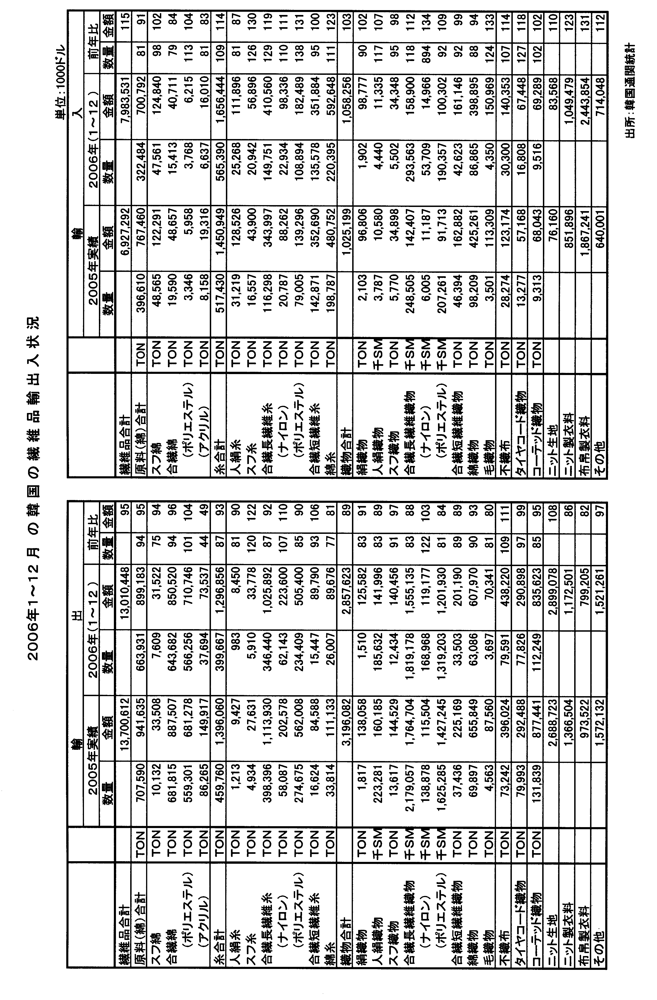 2006年1～12月 の韓国の繊維品輸出入状況
単位:1000ドル
輸 出
2005年実績 2006年(1～12) 前年比
数量 金額 数量 金額 数量 金額
繊維品合計 13,700,612 13,010,448 95
原料(綿)合計 TON 707,590 941,635 663,931 899,183 94 95
スフ綿 TON 10,132 33,508 7,609 31,522 75 94
合繊綿 TON 681,815 887,507 643,682 850,520 94 96
(ポリエステル) TON 559,301 681,278 566,256 710,746 101 104
(アクリル) TON 86,265 149,917 37,694 73,537 44 49
糸合計 TON 459,760 1,396,060 399,667 1,296,856 87 93
人絹糸 TON 1,213 9,427 983 8,450 81 90
スフ糸 TON 4,934 27,631 5,910 33,778 120 122
合繊長繊維糸 TON 398,396 1,113,930 346,440 1,025,892 87 92
(ナイロン) TON 58,087 202,578 62,143 223,600 107 110
(ポリエステル) TON 274,675 562,008 234,409 505,400 85 90
合繊短繊維糸 TON 16,624 84,588 15,447 89,790 93 106
綿糸 TON 33,814 111,133 26,007 89,676 77 81
織物合計 3,196,082 2,857,623 89
絹織物 TON 1,817 138,058 1,510 125,582 83 91
人絹織物 千SM 223,281 160,185 185,632 141,996 83 89
スフ織物 TON 13,617 144,529 12,434 140,456 91 97
合繊長繊維織物 千SM 2,179,057 1,764,704 1,819,178 1,555,135 83 88
(ナイロン) 千SM 138,878 115,504 168,968 119,177 122 103
(ポリエステル) 千SM 1,625,285 1,427,245 1,319,203 1,201,930 81 84
合繊短繊維織物 TON 37,436 225,169 33,503 201,190 89 89
綿織物 TON 69,897 655,849 63,086 607,970 90 93
毛織物 TON 4,563 87,560 3,697 70,341 81 80
不織布 TON 73,242 396,024 79,591 438,220 109 111
タイヤコード織物 TON 79,993 292,488 77,826 290,898 97 99
コーテッド織物 TON 131,839 877,441 112,249 835,623 85 95
ニット生地 2,688,723 2,899,078 108
ニット製衣料 1,366,504 1,172,501 86
布帛製衣料 973,522 799,205 82
その他 1,572,132 1,521,261 97
輸 入
2005年実績 2006年(1～12) 前年比
数量 金額 数量 金額 数量 金額
繊維品合計 6,927,292 7,983,531 115
原料(綿)合計 TON 396,610 767,460 322,484 700,792 81 91
スフ綿 TON 48,565 122,291 47,561 124,840 98 102
合繊綿 TON 19,590 48,657 15,413 40,711 79 84
(ポリエステル) TON 3,346 5,958 3,768 6,215 113 104
(アクリル) TON 8,158 19,316 6,637 16,010 81 83
糸合計 TON 517,430 1,450,949 565,390 1,656,444 109 114
人絹糸 TON 31,219 128,526 25,268 111,896 81 87
スフ糸 TON 16,557 43,900 20,942 56,896 126 130
合繊長繊維糸 TON 116,298 343,997 149,751 410,560 129 119
(ナイロン) TON 20,787 88,262 22,934 98,336 110 111
(ポリエステル) TON 79,005 139,296 108,894 182,489 138 131
合繊短繊維糸 TON 142,871 352,690 135,578 351,884 95 100
綿糸 TON 198,787 480,752 220,395 592,648 111 123
織物合計 1,025,199 1,058,256 103
絹織物 TON 2,103 96,806 1,902 98,777 90 102
人絹織物 千SM 3,787 10,580 4,440 11,335 117 107
スフ織物 TON 5,770 34,898 5,502 34,348 95 98
合繊長繊維織物 千SM 248,505 142,407 293,563 158,900 118 112
(ナイロン) 千SM 6,005 11,187 53,709 14,966 894 134
(ポリエステル) 千SM 207,261 91,713 190,357 100,302 92 109
合繊短繊維織物 TON 46,394 162,882 42,623 161,146 92 99
綿織物 TON 98,209 425,261 86,865 398,895 88 94
毛織物 TON 3,501 113,309 4,350 150,969 124 133
不織布 TON 28,274 123,174 30,300 140,353 107 114
タイヤコード織物 TON 13,277 57,168 16,808 67,448 127 118
コーテッド織物 TON 9,313 68,043 9,516 69,289 102 102
ニット生地 76,160 83,568 110
ニット製衣料 851,896 1,049,479 123
布帛製衣料 1,867,241 2,443,854 131
その他 640,001 714,048 112
出所:韓国通関統計